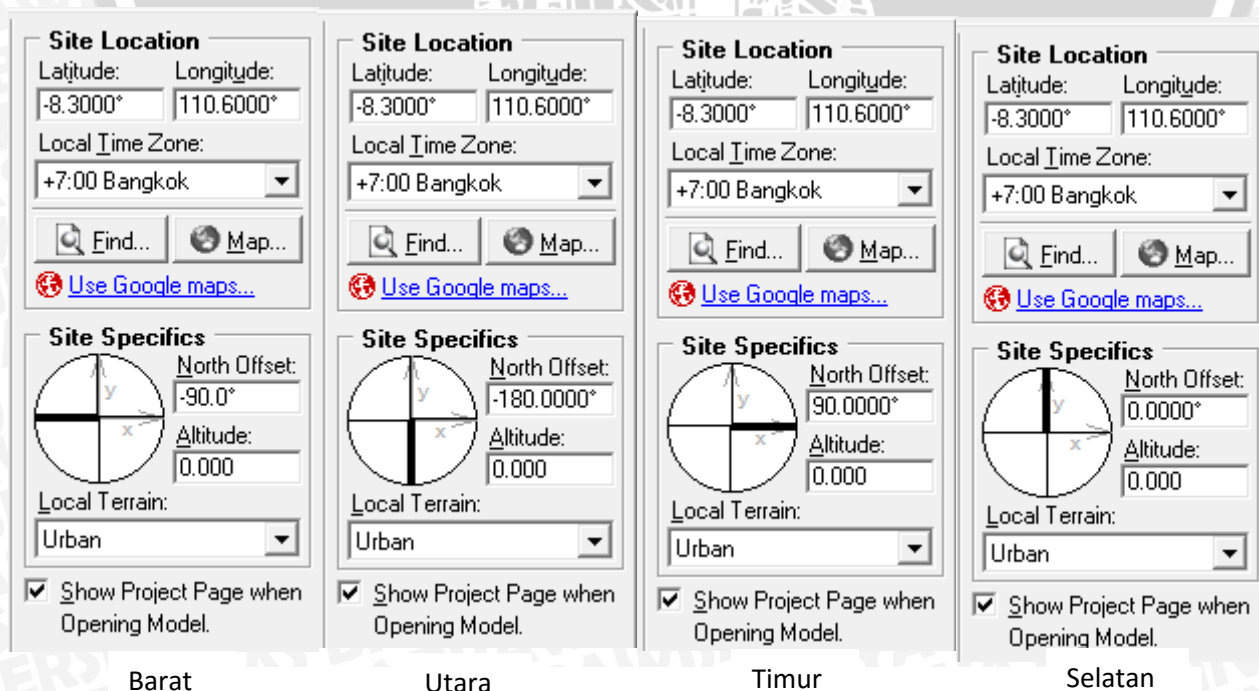 Site Location
Latitude: Longitude:
-8.3000° 110.6000°
Local Time Zone:
+7:00 Bangkok
Find... Map...
Use Google maps...
Site Specifics
North Offset:
y
-90.0°
x
Altitude:
0.000
Local Terrain:
Urban
Show Project Page when
Opening Model.
Barat
Site Location
Latitude: Longitude:
-8.3000° 110.6000°
Local Time Zone:
+7:00 Bangkok
Find... Map...
Use Google maps...
Site Specifics
North Offset:
y
-180.0000°
x
Altitude:
0.000
Local Terrain:
Urban
Show Project Page when
Opening Model.
Utara
Site Location
Latitude: Longitude:
-8.3000° 110.6000°
Local Time Zone:
+7:00 Bangkok
Find... Map...
Use Google maps...
Site Specifics
North Offset:
y
90.0000°
x
Altitude:
0.000
Local Terrain:
Urban
Show Project Page when
Opening Model.
Timur
Site Location
Latitude: Longitude:
-8.3000° 110.6000°
Local Time Zone:
+7:00 Bangkok
Find... Map...
Use Google maps...
Site Specifics
North Offset:
y
0.0000°
x
Altitude:
0.000
Local Terrain:
Urban
Show Project Page when
Opening Model.
Selatan